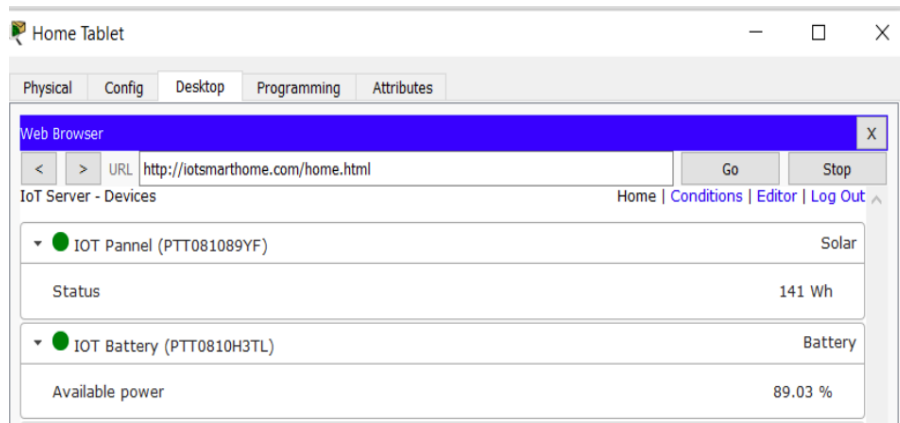 Home Tablet
Physical Config Desktop Programming Attributes
Web Browser X
< > URL http://iotsmarthome.com/home.html Go Stop
IoT Server - Devices Home | Conditions | Editor | Log Out
IOT Pannel (PTT081089YF) Solar
Status 141 Wh
IOT Battery (PTT0810H3TL) Battery
Available power 89.03 %